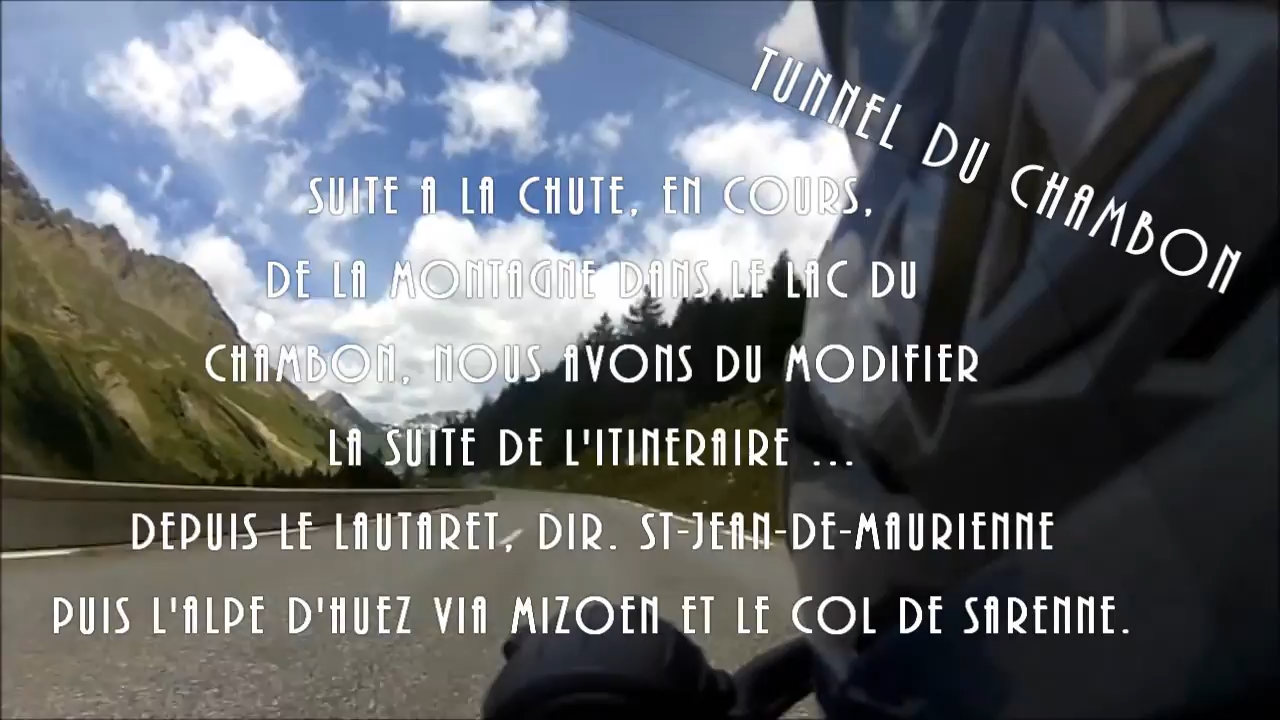 TUNNEL DU CHAMBON
SUITE A LA CHUTE, EN COURS,
DE LA MONTAGNE DANS LE LAC DU
CHAMBON, NOUS AVONS DU MODIFIER
LA SUITE DE L'ITINERAIRE ...
DEPUIS LE LAUTARET, DIR. ST-JEAN-DE-MAURIENNE
PUIS L'ALPE D'HUEZ VIA MIZOEN ET LE COL DE SARENNE.